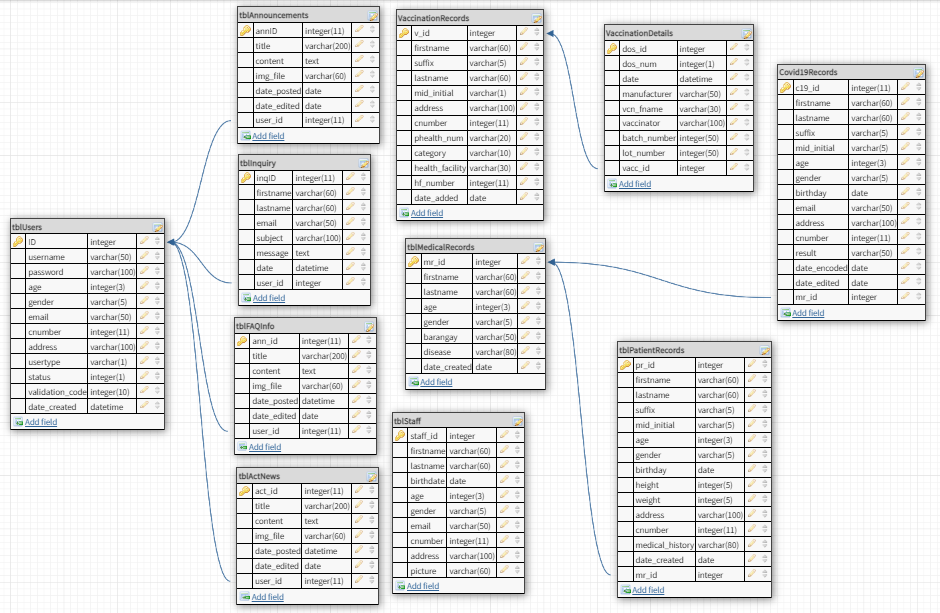 tblAnnouncements
annID integer(11)
title varchar(200)
content text
img_file varchar(60)
date_posted date
date_edited date
user_id integer(11)
Add field
VaccinationRecords
v_id integer
firstname varchar(60)
suffix varchar(5)
lastname varchar(60)
mid_initial varchar(1)
address varchar(100)
cnumber integer(11)
phealth_num varchar(20)
category varchar(10)
health_facility varchar(30)
hf_number integer(11)
date_added date
Add field
VaccinationDetails
dos_id integer
dos_num integer(1)
date datetime
manufacturer varchar(50)
vcn_fname varchar(30)
vaccinator varchar(100)
batch_number integer(50)
lot_number integer(50)
vacc_id integer
Add field
Covid19Records
c19_id integer(11)
firstname varchar(60)
lastname varchar(60)
suffix varchar(5)
mid_initial varchar(5)
age integer(3)
gender varchar(5)
birthday date
email varchar(50)
address varchar(100)
cnumber integer(11)
result varchar(50)
date_encoded date
date_edited date
mr_id integer
Add field
tblInquiry
inqID integer(11)
firstname varchar(60)
lastname varchar(60)
email varchar(50)
subject varchar(100)
message text
date datetime
user_id integer
Add field
tblUsers
ID integer
username varchar(50)
password varchar(100)
age integer(3)
gender varchar(5)
email varchar(50)
cnumber integer(11)
address varchar(100)
usertype varchar(1)
status integer(1)
validation_code integer(10)
date_created datetime
Add field
tblMedicalRecords
mr_id integer
firstname varchar(60)
lastname varchar(60)
age integer(3)
gender varchar(5)
barangay varchar(50)
disease varchar(80)
date_created date
Add field
tblFAQInfo
ann_id integer(11)
title varchar(200)
content text
img_file varchar(60)
date_posted datetime
date_edited date
user_id integer(11)
Add field
tblPatientRecords
pr_id integer
firstname varchar(60)
lastname varchar(60)
suffix varchar(5)
mid_initial varchar(5)
age integer(3)
gender varchar(5)
birthday date
height integer(5)
weight integer(5)
address varchar(100)
cnumber integer(11)
medical_history varchar(80)
date_created date
mr_id integer
Add field
tblStaff
staff_id integer
firstname varchar(60)
lastname varchar(60)
birthdate date
age integer(3)
gender varchar(5)
email varchar(50)
cnumber integer(11)
address varchar(100)
picture varchar(60)
Add field
tblActNews
act_id integer(11)
title varchar(200)
content text
img_file varchar(60)
date_posted datetime
date_edited date
user_id integer(11)
Add field